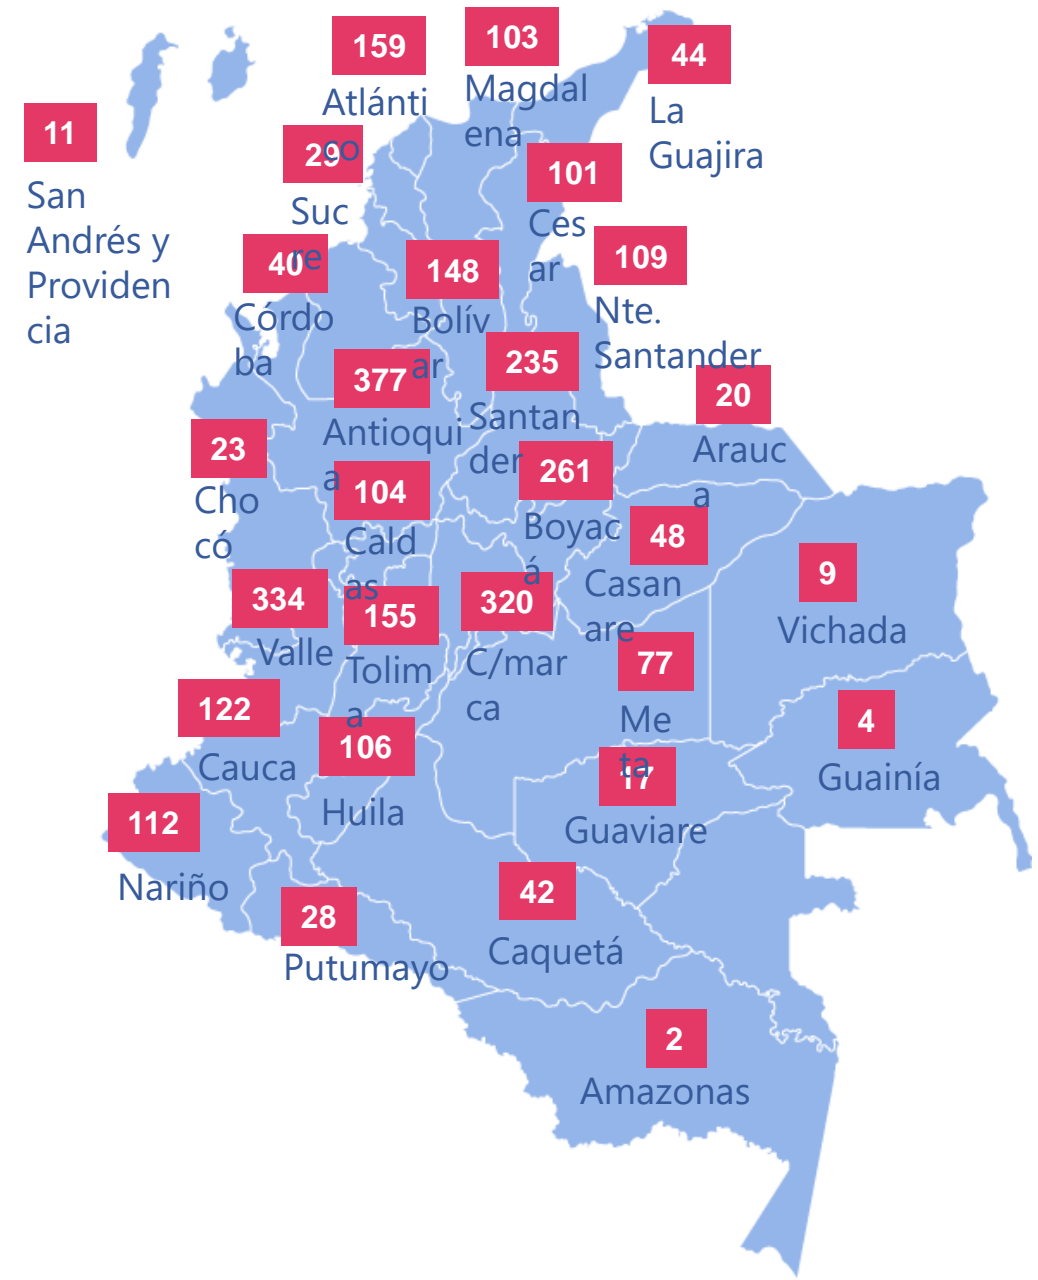 159
Atlánti
co
103
Magdal
ena
44
La
Guajira
11
San
Andrés y
Providen
cia
29
Suc
re
101
Ces
ar
40
Córdo
ba
148
Bolív
ar
109
Nte.
Santander
377
Antioqui
a
235
Santan
der
20
Arauc
a
23
Cho
có
104
Cald
as
261
Boyac
á
48
Casan
are
9
Vichada
334
Valle
155
Tolim
a
320
C/mar
ca
77
Me
ta
122
Cauca
106
Huila
17
Guaviare
4
Guainía
112
Nariño
28
Putumayo
42
Caquetá
2
Amazonas